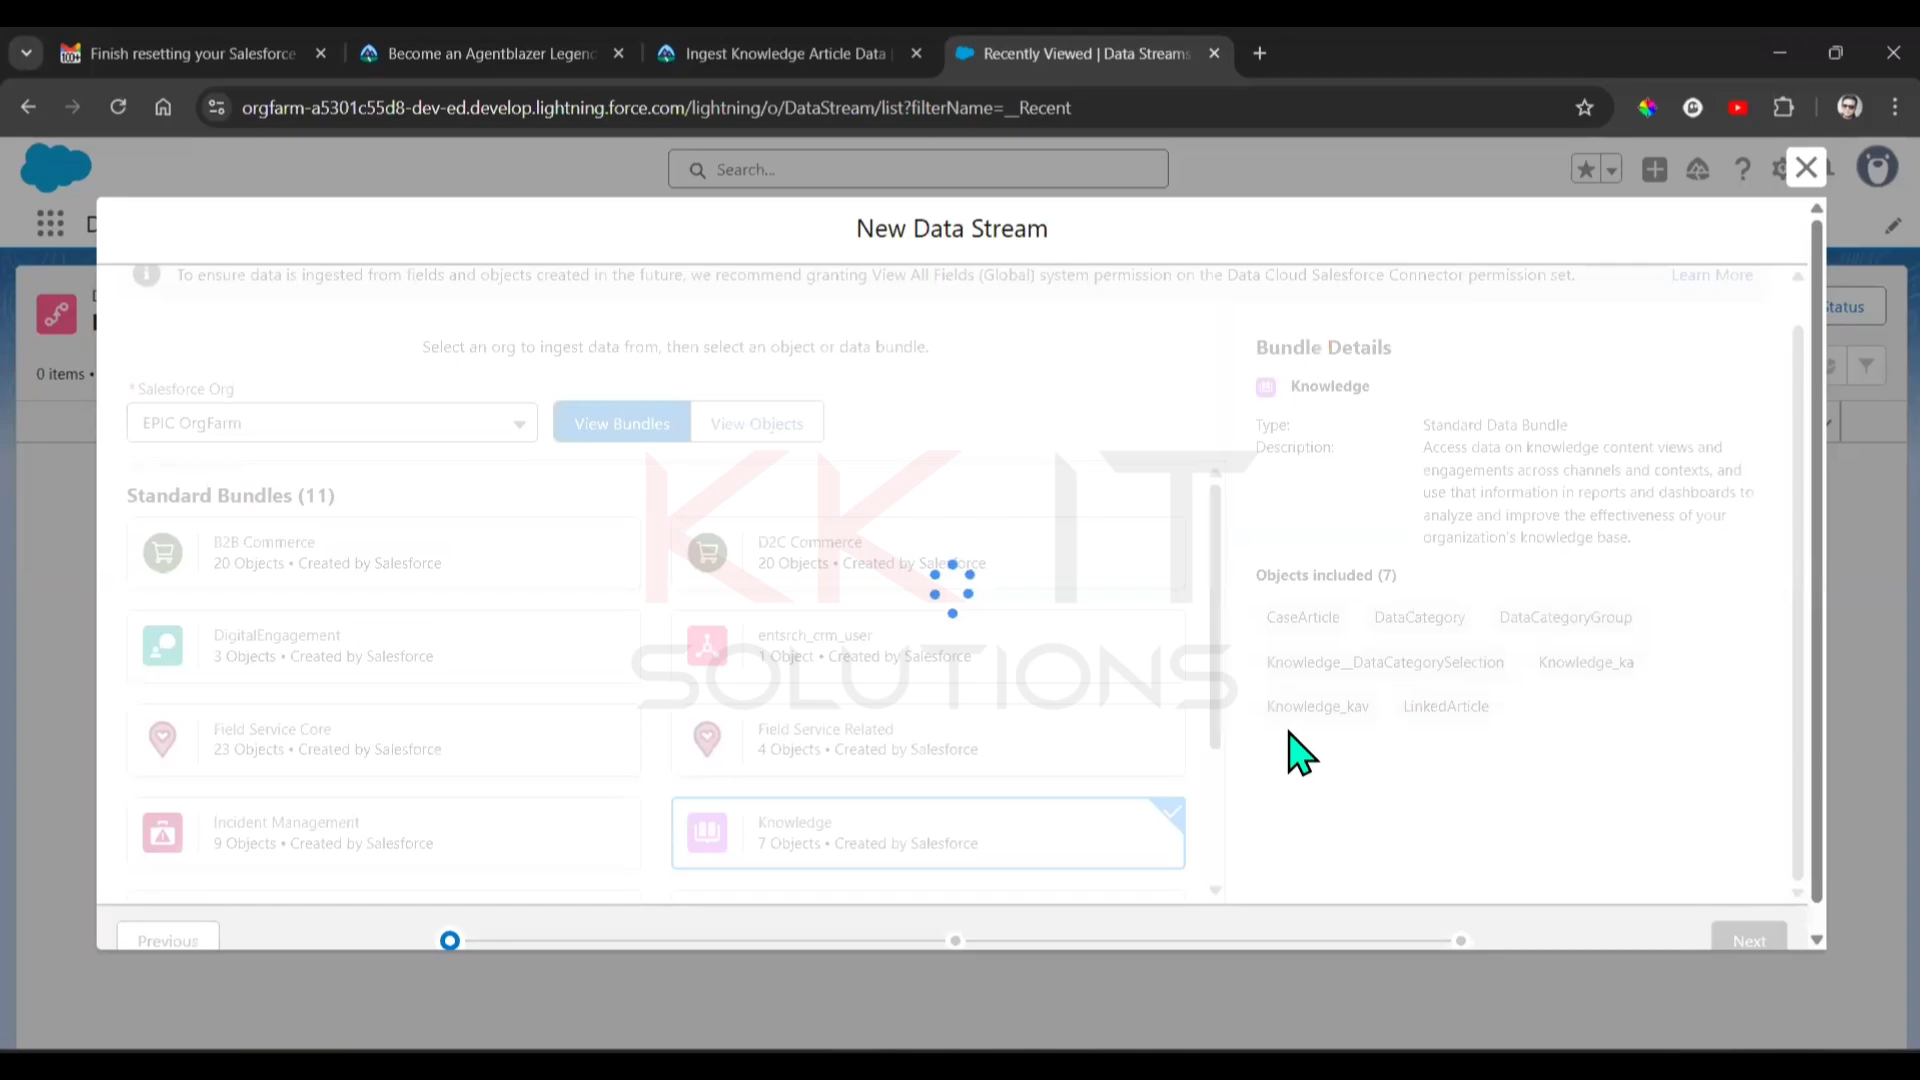 Finish resetting your Salesforce
Become an Agentblazer Legend
Ingest Knowledge Article Data
Recently Viewed | Data Streams
orgfarm-a5301c55d8-dev-ed.develop.lightning.force.com/lightning/o/DataStream/list?filterName=__Recent
Search...
New Data Stream
To ensure data is ingested from fields and objects created in the future, we recommend granting View All Fields (Global) system permission on the Data Cloud Salesforce Connector permission set.
Learn More
Status
0 items •
Select an org to ingest data from, then select an object or data bundle.
* Salesforce Org
EPIC OrgFarm
View Bundles
View Objects
Standard Bundles (11)
B2B Commerce
20 Objects • Created by Salesforce
D2C Commerce
20 Objects • Created by Salesforce
DigitalEngagement
3 Objects • Created by Salesforce
entsrch_crm_user
1 Object • Created by Salesforce
Field Service Core
23 Objects • Created by Salesforce
Field Service Related
4 Objects • Created by Salesforce
Incident Management
9 Objects • Created by Salesforce
Knowledge
7 Objects • Created by Salesforce
KK IT
SOLUTIONS
Bundle Details
Knowledge
Type: Standard Data Bundle
Description: Access data on knowledge content views and
engagements across channels and contexts, and
use that information in reports and dashboards to
analyze and improve the effectiveness of your
organization's knowledge base.
Objects included (7)
CaseArticle DataCategory DataCategoryGroup
Knowledge__DataCategorySelection Knowledge_ka
Knowledge_kav LinkedArticle
Previous
Next